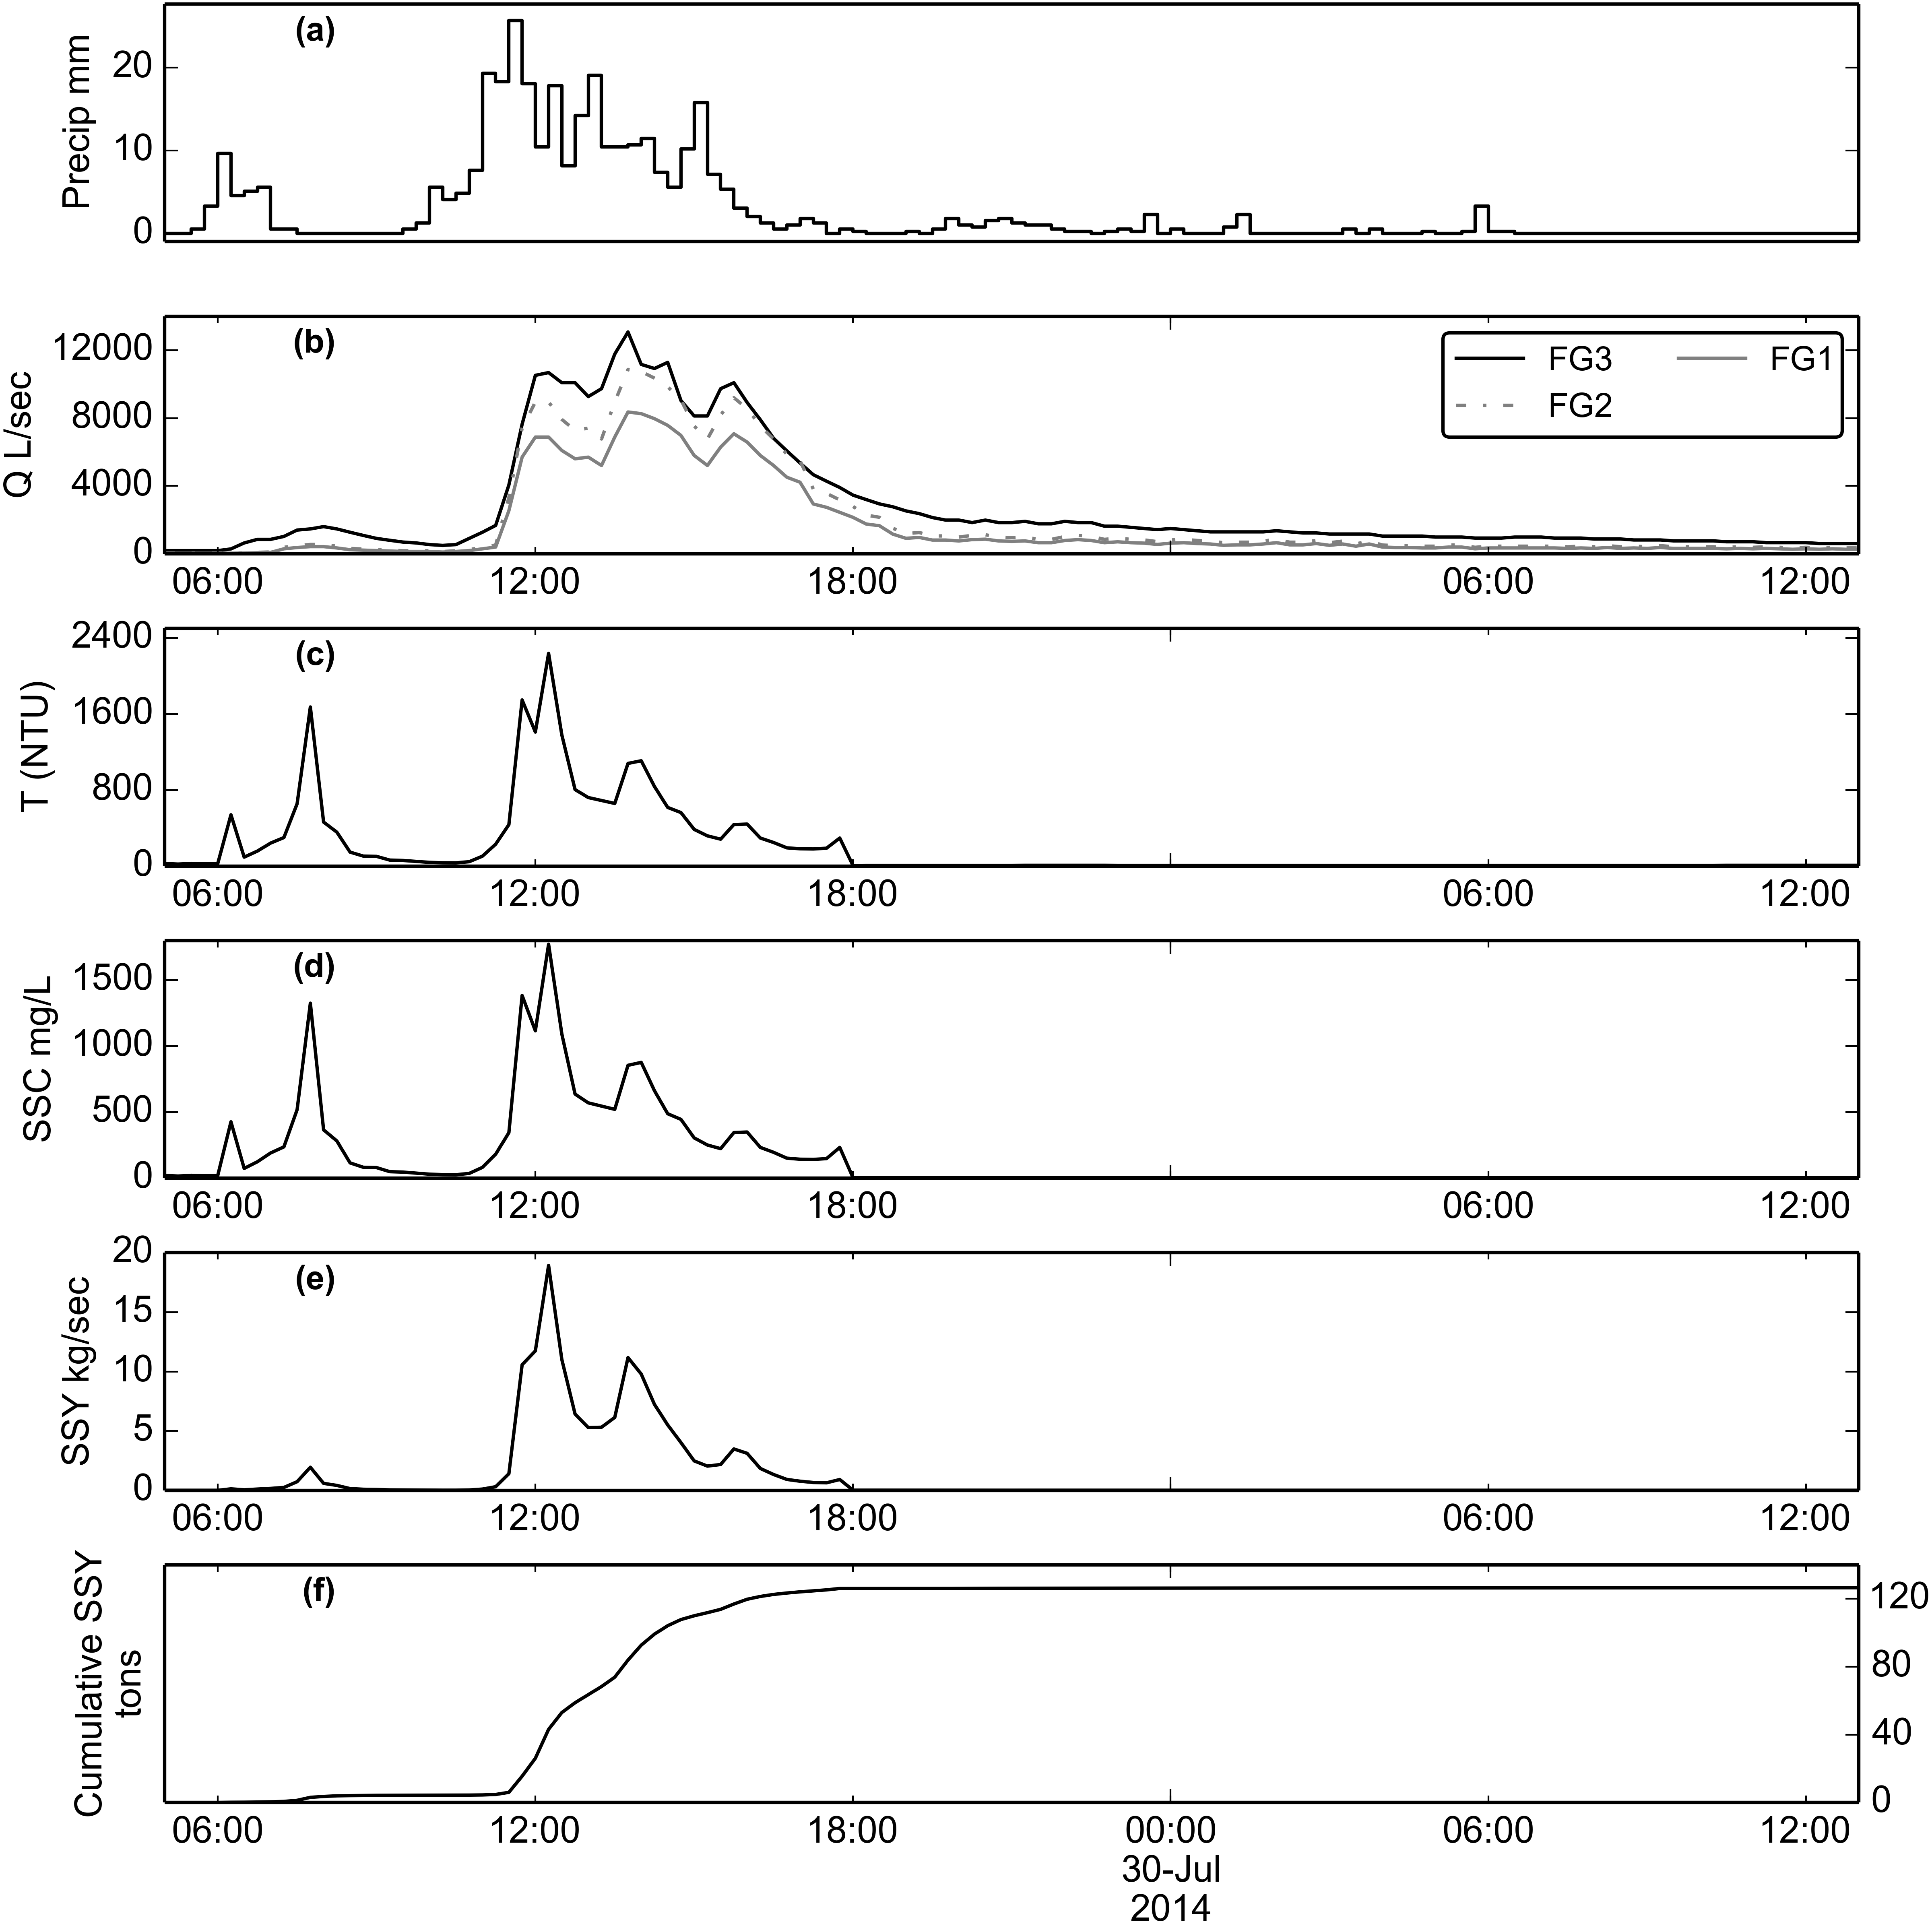 (a)
Precip mm
20
10
0
(b)
Q L/sec
12000
8000
4000
0
FG3
FG1
FG2
06:00 12:00 18:00 06:00 12:00
(c)
T (NTU)
2400
1600
800
0
06:00 12:00 18:00 06:00 12:00
(d)
SSC mg/L
1500
1000
500
0
06:00 12:00 18:00 06:00 12:00
(e)
SSY kg/sec
20
15
10
5
0
06:00 12:00 18:00 06:00 12:00
(f)
Cumulative SSY
tons
120
80
40
0
06:00 12:00 18:00 00:00 06:00 12:00
30-Jul
2014